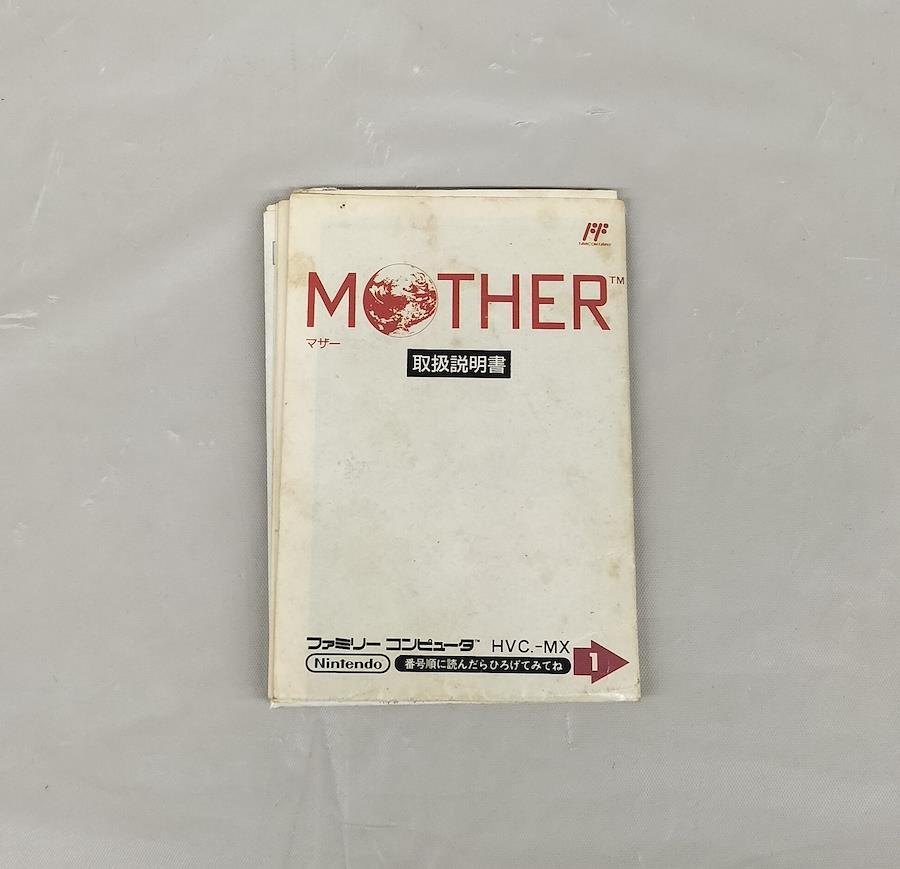 FAMICOM FAMILY
MOTHER™
マザー
取扱説明書
ファミリーコンピュータ™ HVC.-MX
Nintendo 番号順に読んだらひろげてみてね 1